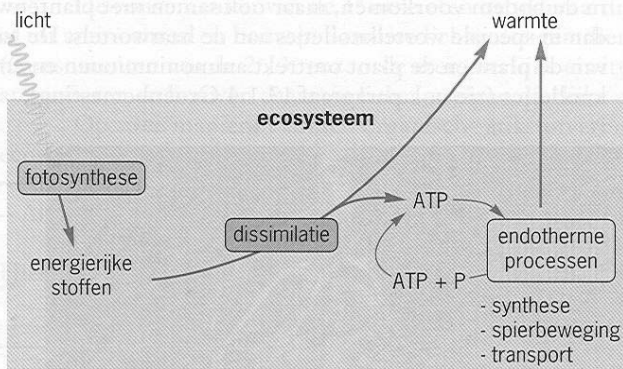 licht
warmte
ecosysteem
fotosynthese
energierijke
stoffen
dissimilatie
ATP
ATP + P
endotherme
processen
- synthese
- spierbeweging
- transport